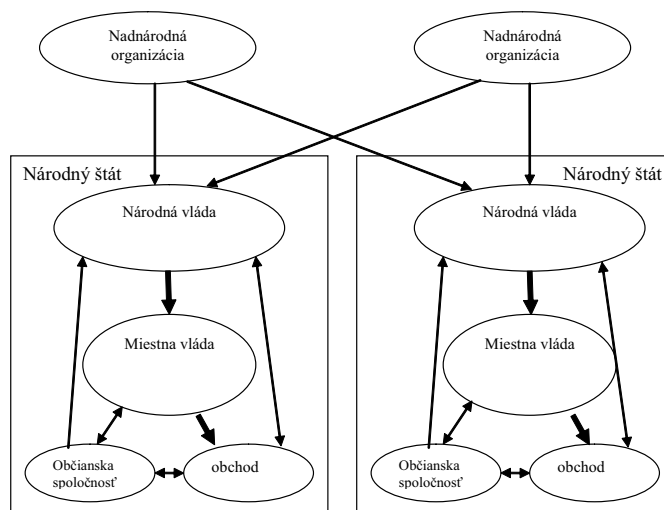 Nadnárodná
organizácia
Nadnárodná
organizácia
Národný štát
Národná vláda
Miestna vláda
Občianska
spoločnosť
obchod
Národný štát
Národná vláda
Miestna vláda
Občianska
spoločnosť
obchod